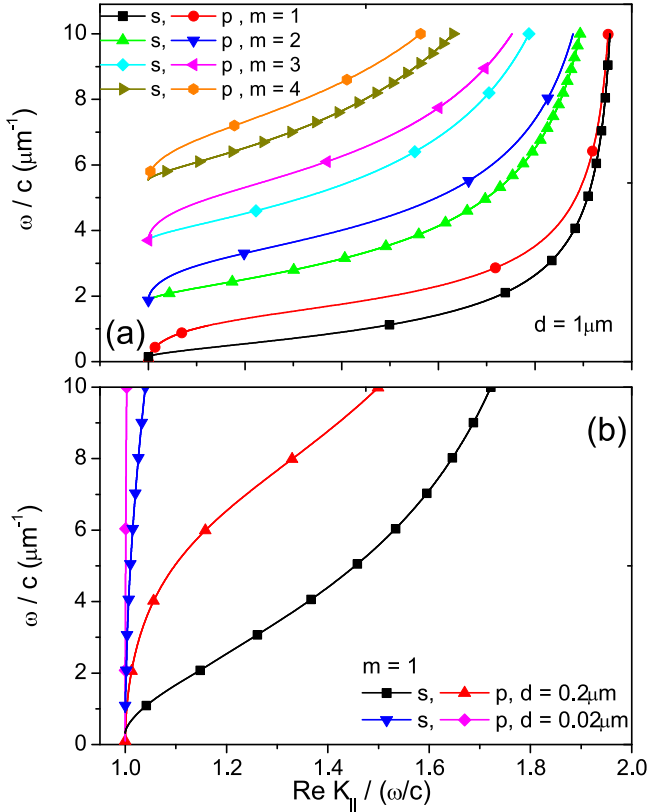 10
8
6
4
2
0
ω / c (μm⁻¹)
s, p , m = 1
s, p , m = 2
s, p , m = 3
s, p , m = 4
(a)
d = 1μm
10
8
6
4
2
0
ω / c (μm⁻¹)
(b)
m = 1
s, p, d = 0.2μm
s, p, d = 0.02μm
1.0 1.2 1.4 1.6 1.8 2.0
Re K|| / (ω/c)